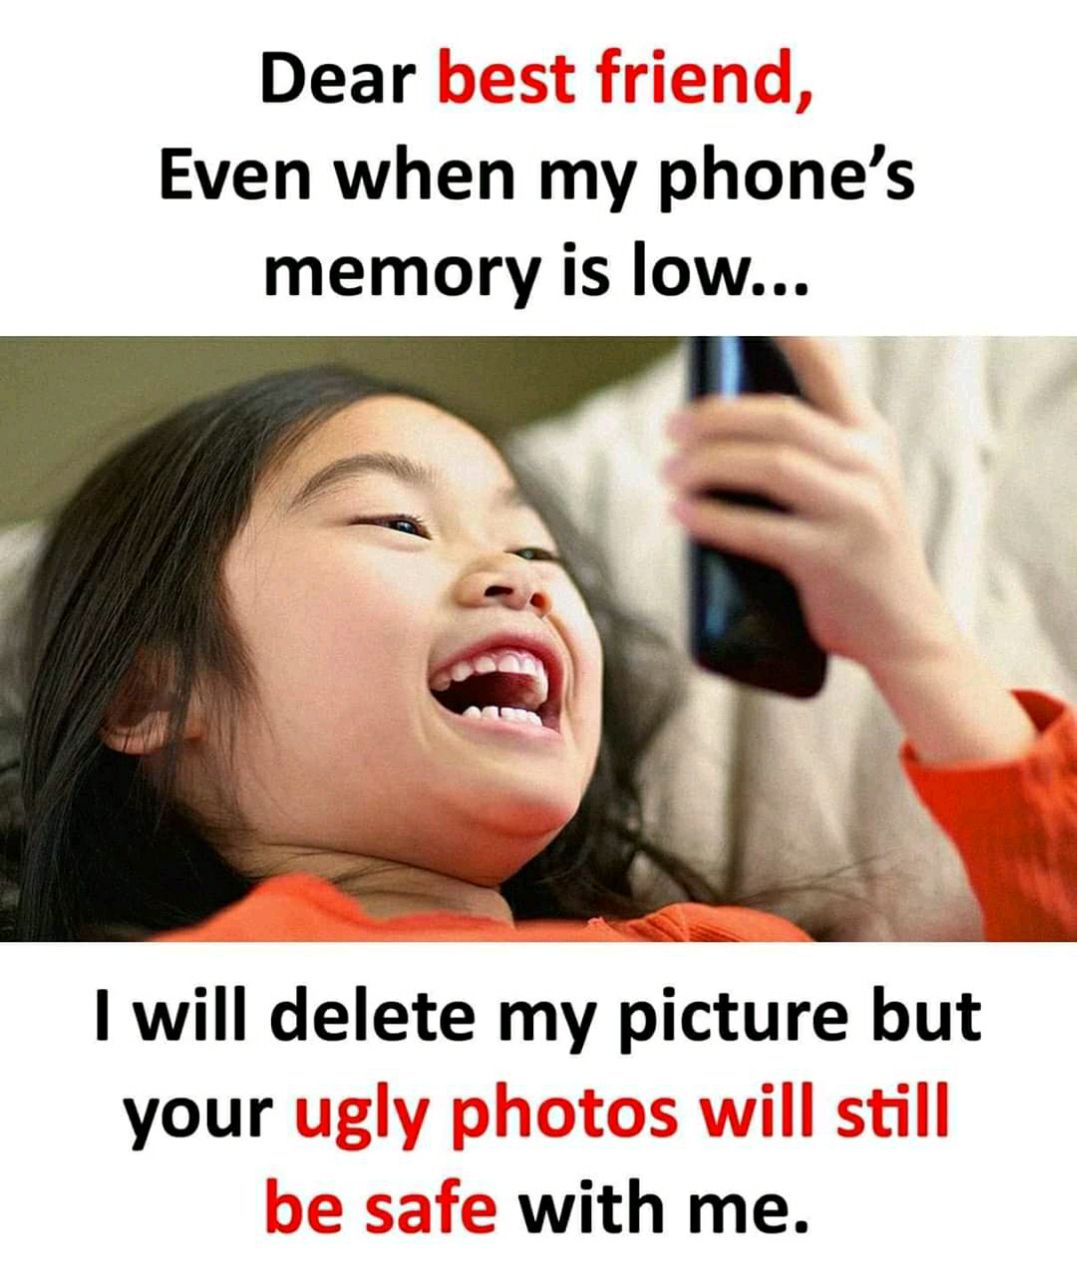 Dear best friend,
Even when my phone’s
memory is low...
I will delete my picture but
your ugly photos will still
be safe with me.